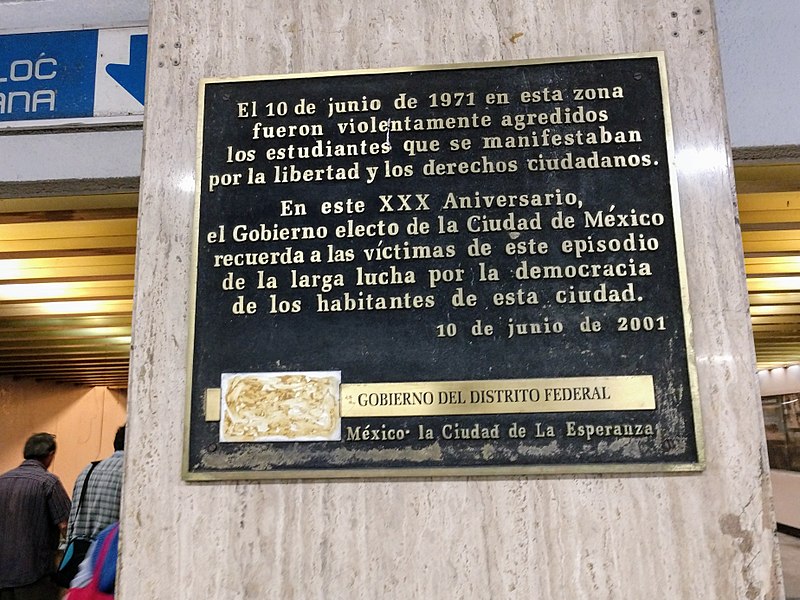 LOC
ANA
El 10 de junio de 1971 en esta zona
fueron violentamente agredidos
los estudiantes que se manifestaban
por la libertad y los derechos ciudadanos.
En este XXX Aniversario,
el Gobierno electo de la Ciudad de México
recuerda a las víctimas de este episodio
de la larga lucha por la democracia
de los habitantes de esta ciudad.
10 de junio de 2001
GOBIERNO DEL DISTRITO FEDERAL
México · la Ciudad de La Esperanza